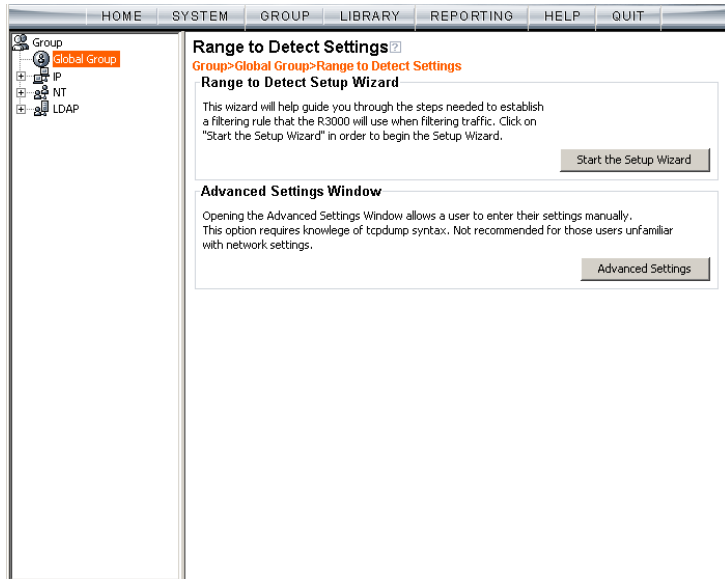 HOME SYSTEM GROUP LIBRARY REPORTING HELP QUIT
Group
Global Group
IP
NT
LDAP
Range to Detect Settings?
Group>Global Group>Range to Detect Settings
Range to Detect Setup Wizard
This wizard will help guide you through the steps needed to establish
a filtering rule that the R3000 will use when filtering traffic. Click on
"Start the Setup Wizard" in order to begin the Setup Wizard.
Start the Setup Wizard
Advanced Settings Window
Opening the Advanced Settings Window allows a user to enter their settings manually.
This option requires knowlege of tcpdump syntax. Not recommended for those users unfamiliar
with network settings.
Advanced Settings